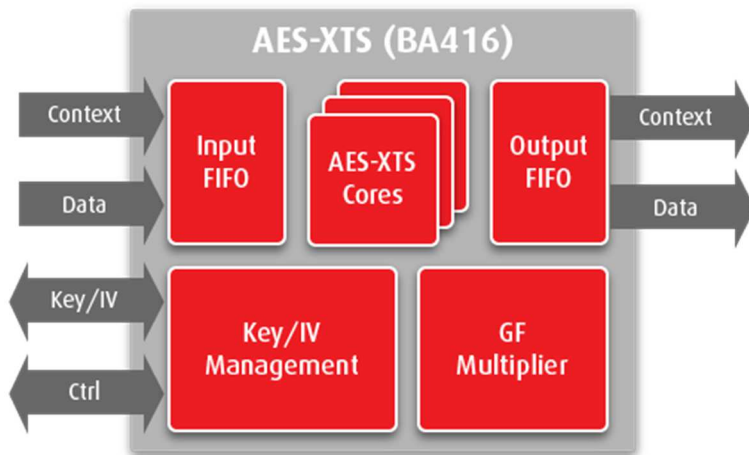 AES-XTS (BA416)
Context
Data
Key/IV
Ctrl
Input
FIFO
AES-XTS
Cores
Output
FIFO
Key/IV
Management
GF
Multiplier
Context
Data